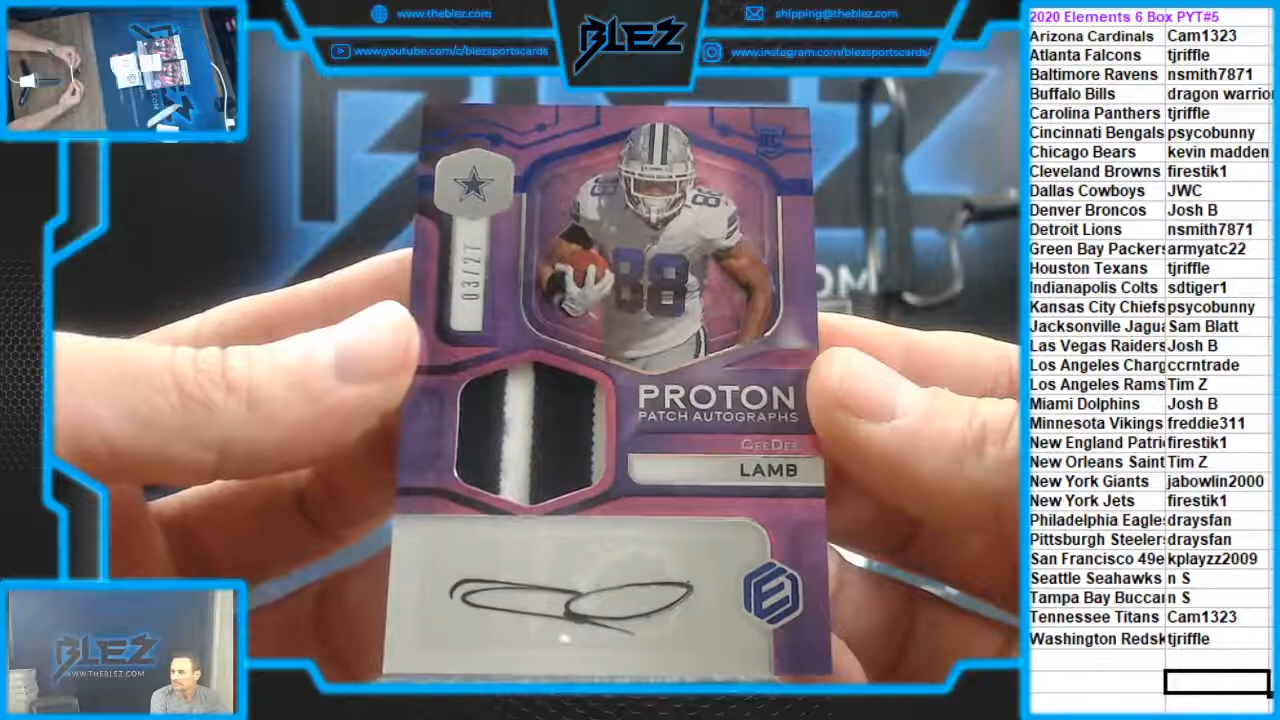 www.theblez.com
www.youtube.com/c/blezsportscards
BLEZ
shipping@theblez.com
www.instagram.com/blezsportscards/
RC
03/27
88
88
88
PROTON
PATCH AUTOGRAPHS
CEEDEE
LAMB
E
BLEZ
WWW.THEBLEZ.COM
2020 Elements 6 Box PYT#5
Arizona Cardinals Cam1323
Atlanta Falcons tjriffle
Baltimore Ravens nsmith7871
Buffalo Bills dragon warrior
Carolina Panthers tjriffle
Cincinnati Bengals psycobunny
Chicago Bears kevin madden
Cleveland Browns firestik1
Dallas Cowboys JWC
Denver Broncos Josh B
Detroit Lions nsmith7871
Green Bay Packers armyatc22
Houston Texans tjriffle
Indianapolis Colts sdtiger1
Kansas City Chiefs psycobunny
Jacksonville Jagua Sam Blatt
Las Vegas Raiders Josh B
Los Angeles Charg ccrntrade
Los Angeles Rams Tim Z
Miami Dolphins Josh B
Minnesota Vikings freddie311
New England Patri firestik1
New Orleans Saint Tim Z
New York Giants jabowlin2000
New York Jets firestik1
Philadelphia Eagle draysfan
Pittsburgh Steeler draysfan
San Francisco 49e kplayzz2009
Seattle Seahawks n S
Tampa Bay Buccan n S
Tennessee Titans Cam1323
Washington Redsk tjriffle